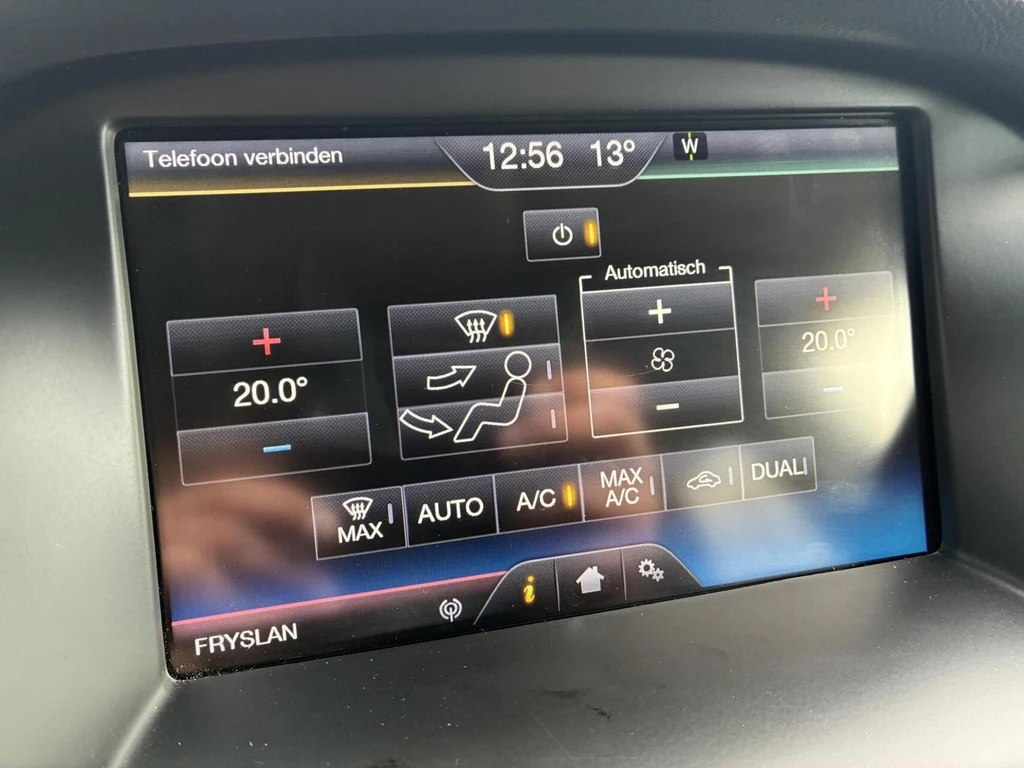 Telefoon verbinden
12:56 13° W
Automatisch
20.0°
20.0°
MAX
AUTO
A/C
MAX
A/C
DUAL
i
FRYSLAN